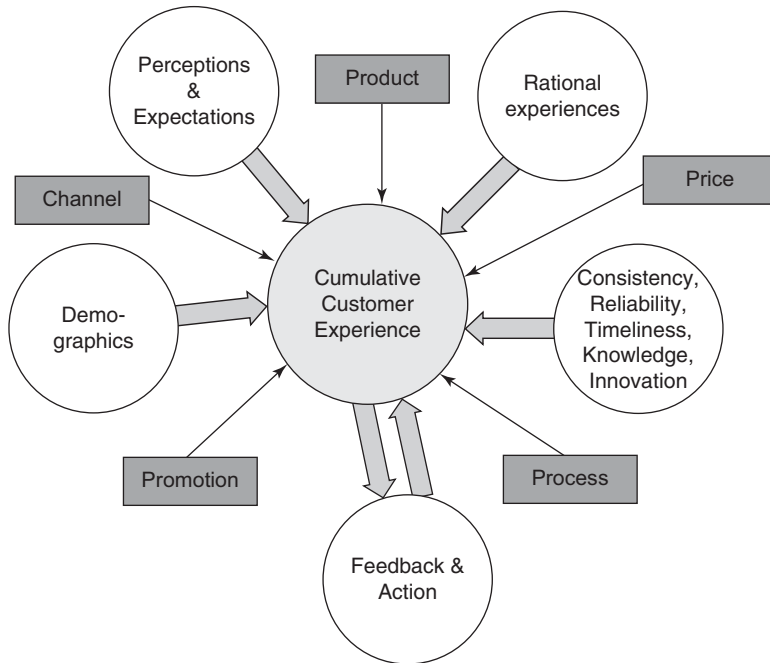 Perceptions
&
Expectations
Product
Rational
experiences
Channel
Price
Cumulative
Customer
Experience
Demo-
graphics
Consistency,
Reliability,
Timeliness,
Knowledge,
Innovation
Promotion
Process
Feedback &
Action